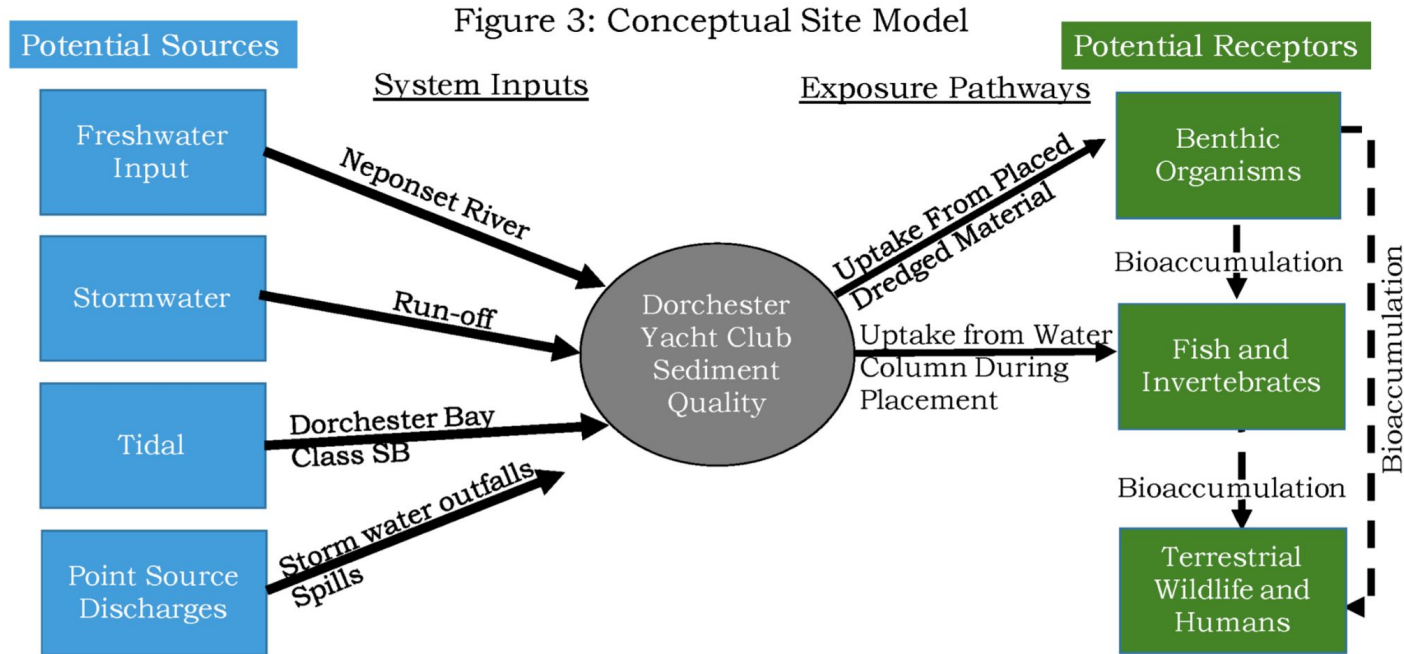 Figure 3: Conceptual Site Model
Potential Sources
Potential Receptors
System Inputs
Exposure Pathways
Freshwater
Input
Neponset River
Stormwater
Run-off
Tidal
Dorchester Bay
Class SB
Point Source
Discharges
Storm water outfalls
Spills
Dorchester
Yacht Club
Sediment
Quality
Uptake From Placed
Dredged Material
Uptake from Water
Column During
Placement
Benthic
Organisms
Bioaccumulation
Fish and
Invertebrates
Bioaccumulation
Terrestrial
Wildlife and
Humans
Bioaccumulation